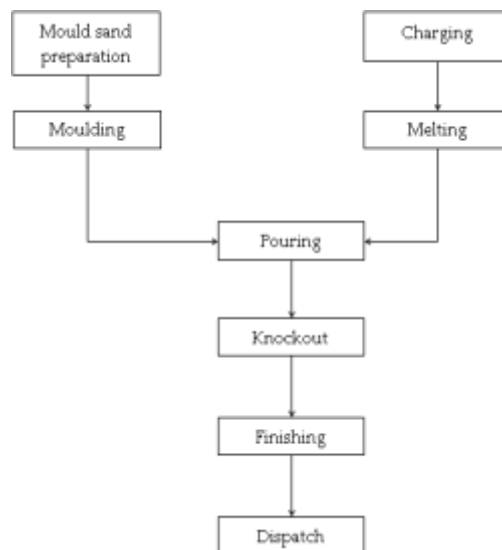 Mould sand
preparation
Charging
Moulding
Melting
Pouring
Knockout
Finishing
Dispatch